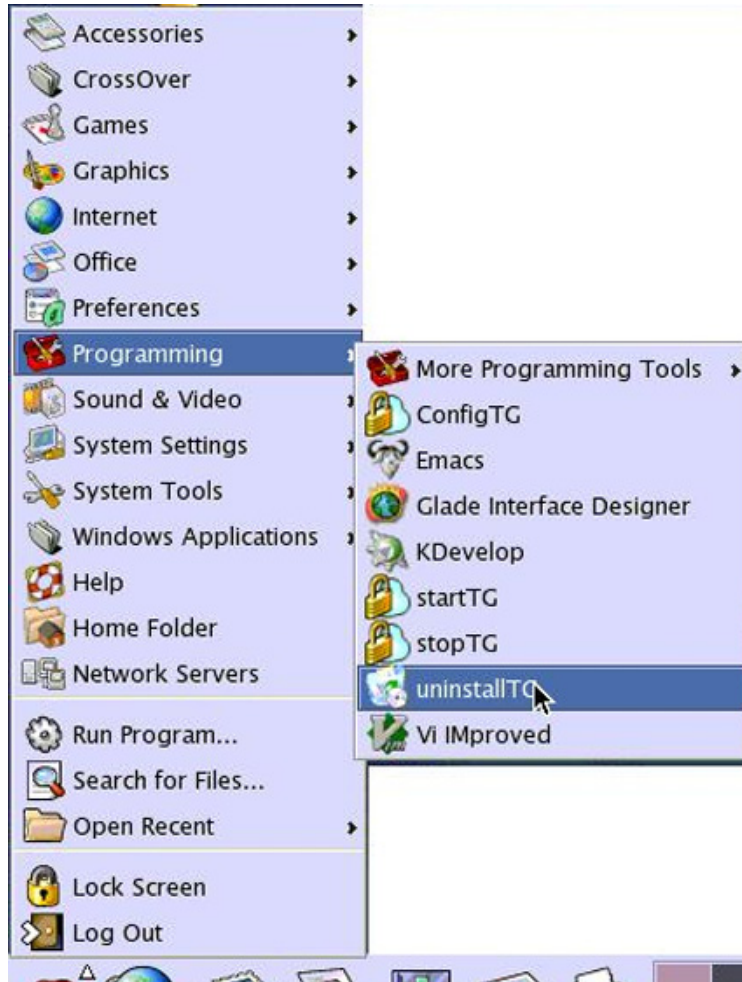 Accessories
CrossOver
Games
Graphics
Internet
Office
Preferences
Programming
Sound & Video
System Settings
System Tools
Windows Applications
Help
Home Folder
Network Servers
Run Program...
Search for Files...
Open Recent
Lock Screen
Log Out
More Programming Tools
ConfigTG
Emacs
Glade Interface Designer
KDevelop
startTG
stopTG
uninstallTG
Vi IMproved